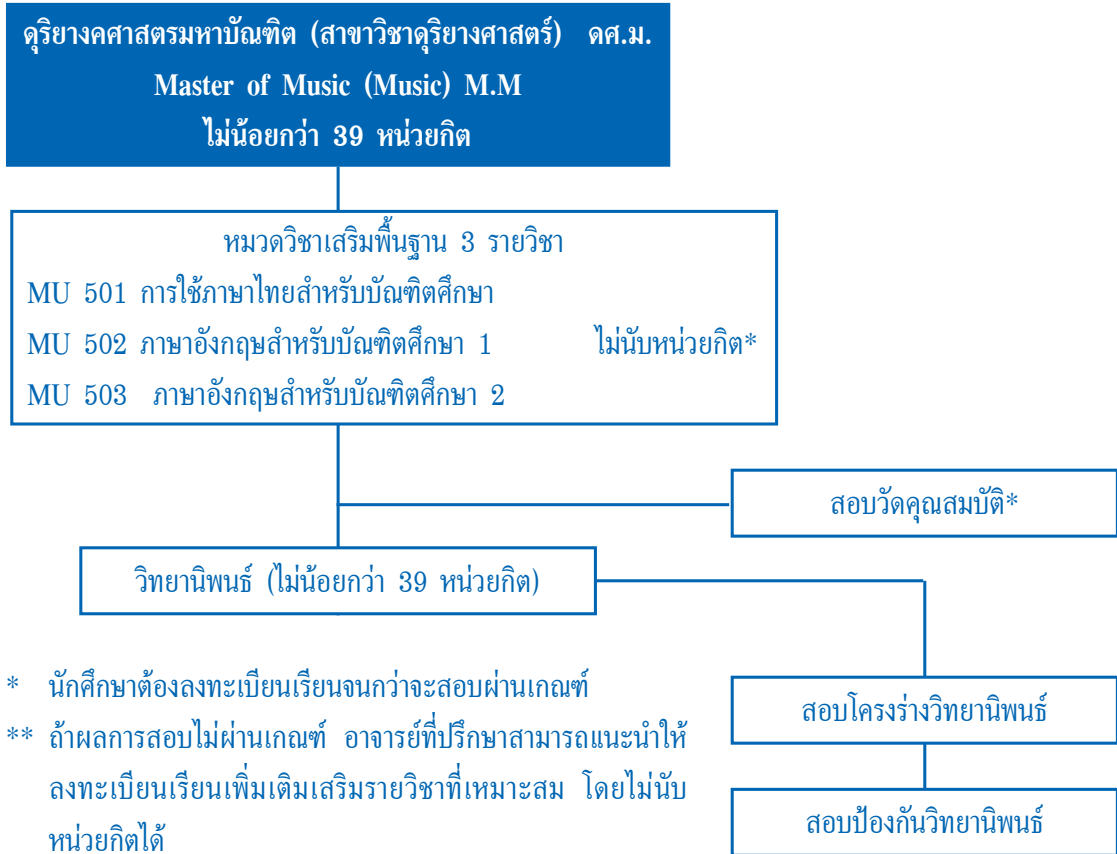 ดุริยางคศาสตรมหาบัณฑิต (สาขาวิชาดุริยางศาสตร์) ดศ.ม.
Master of Music (Music) M.M
ไม่น้อยกว่า 39 หน่วยกิต
หมวดวิชาเสริมพื้นฐาน 3 รายวิชา
MU 501 การใช้ภาษาไทยสำหรับบัณฑิตศึกษา
MU 502 ภาษาอังกฤษสำหรับบัณฑิตศึกษา 1 ไม่นับหน่วยกิต*
MU 503 ภาษาอังกฤษสำหรับบัณฑิตศึกษา 2
สอบวัดคุณสมบัติ*
วิทยานิพนธ์ (ไม่น้อยกว่า 39 หน่วยกิต)
* นักศึกษาต้องลงทะเบียนเรียนจนกว่าจะสอบผ่านเกณฑ์
** ถ้าผลการสอบไม่ผ่านเกณฑ์ อาจารย์ที่ปรึกษาสามารถแนะนำให้
ลงทะเบียนเรียนเพิ่มเติมเสริมรายวิชาที่เหมาะสม โดยไม่นับ
หน่วยกิตได้
สอบโครงร่างวิทยานิพนธ์
สอบป้องกันวิทยานิพนธ์